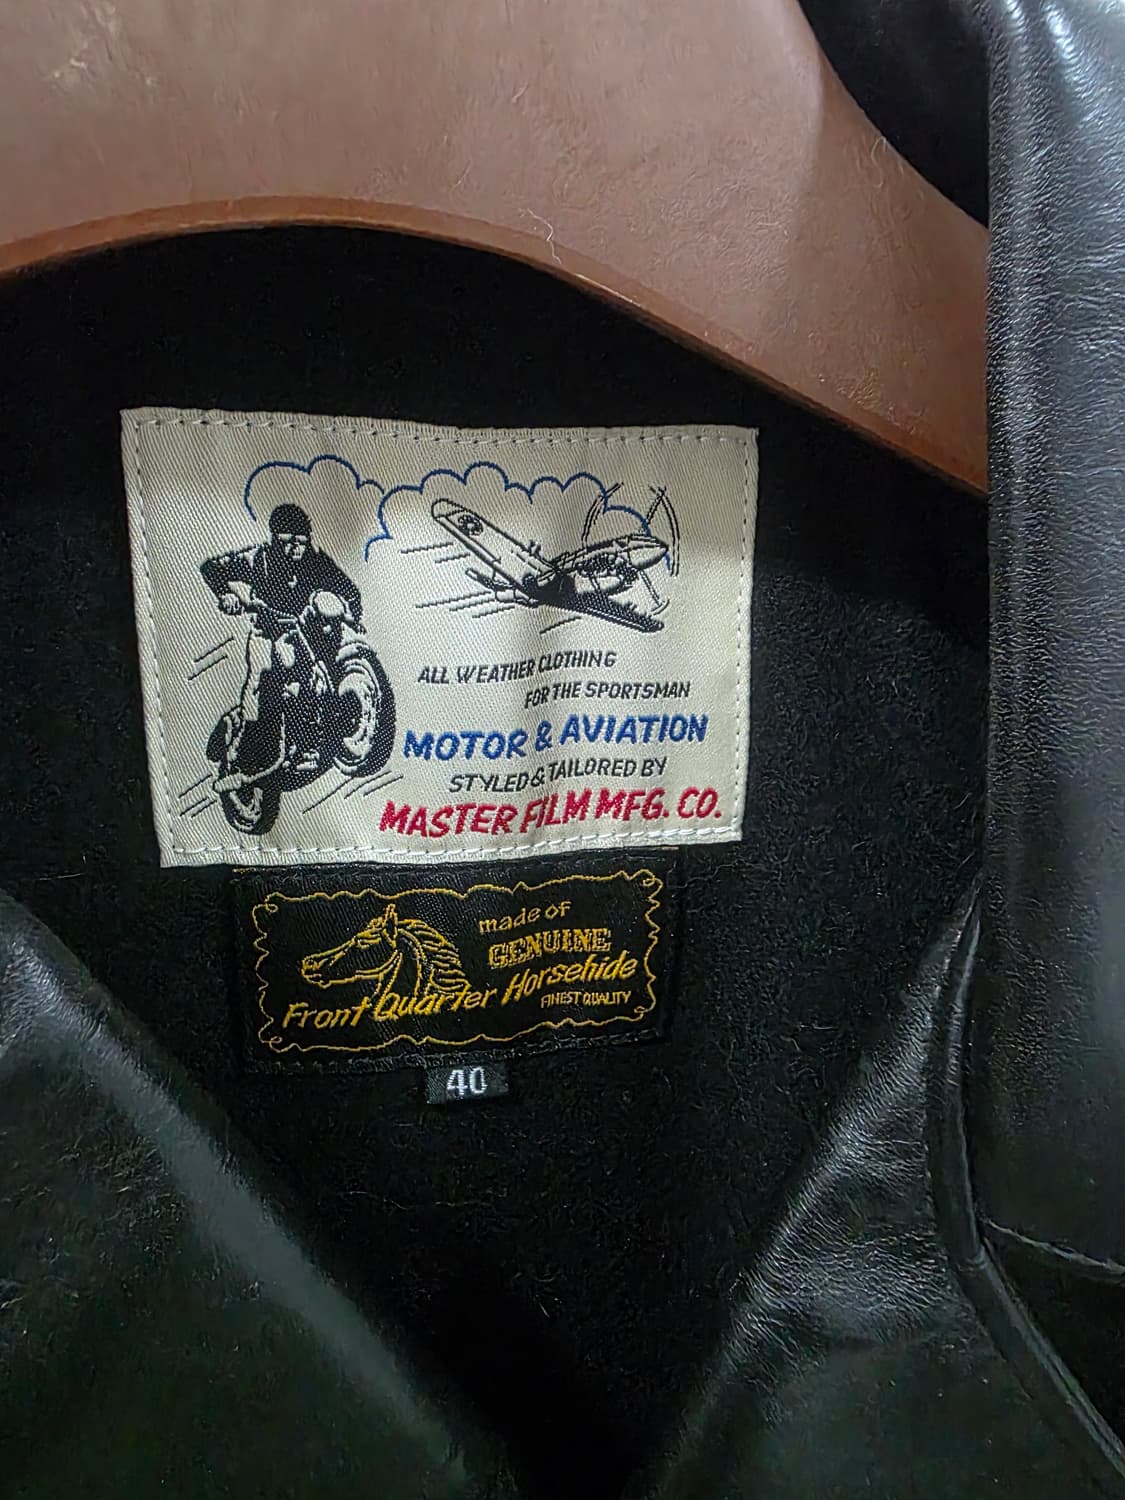 ALL WEATHER CLOTHING
FOR THE SPORTSMAN
MOTOR & AVIATION
STYLED & TAILORED BY
MASTER FILM MFG. CO.
made of
GENUINE
Front Quarter Horsehide
FINEST QUALITY
40